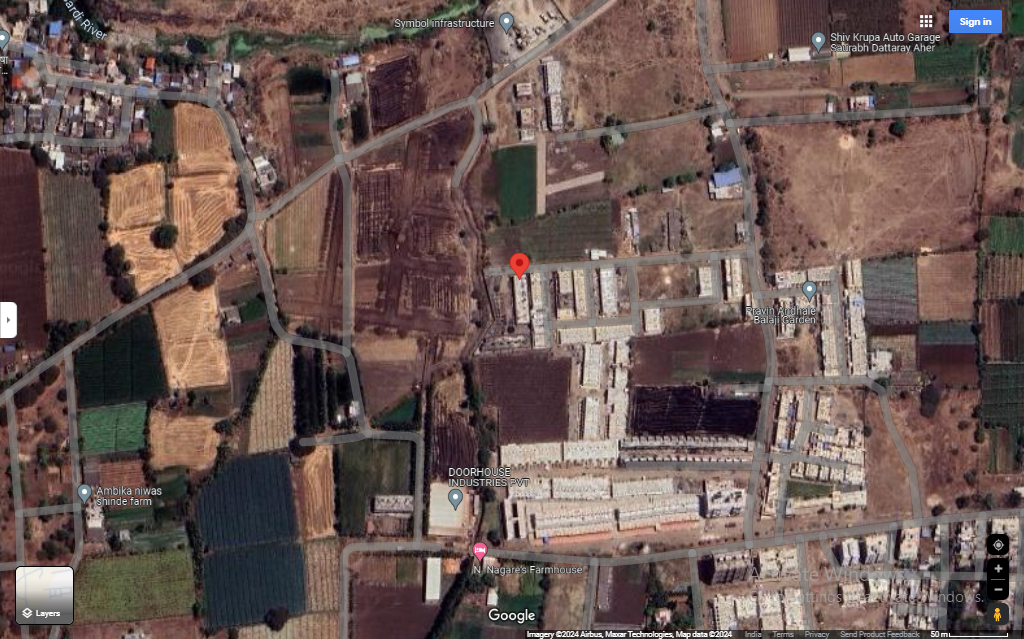 ardi River
Symbol infrastructure
Sign in
Shiv Krupa Auto Garage
Saurabh Dattaray Aher
Pravin Andhale
Balaji Garden
DOORHOUSE
INDUSTRIES PVT
Ambika niwas
shinde farm
N. Nagare's Farmhouse
Layers
Google
Imagery ©2024 Airbus, Maxar Technologies, Map data ©2024 India Terms Privacy Send Product Feedback 50 m